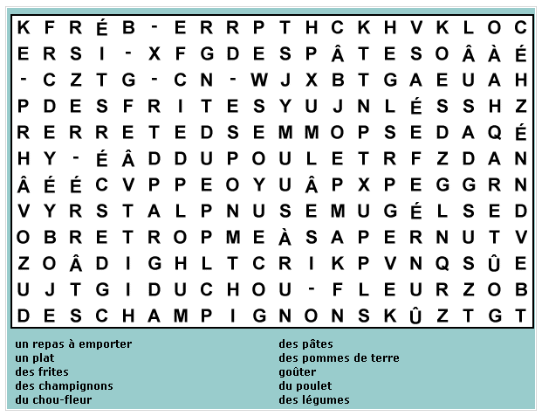 K F R É B - E R R P T H C K H V K L O C
E R S I - X F G D E S P Â T E S O Â À É
- C Z T G - C N - W J X B T G A E U A H
P D E S F R I T E S Y U J N L É S S H Z
R E R R E T E D S E M M O P S E D A Q É
H Y - É Â D D U P O U L E T R F Z D A N
Â É É C V P P E O Y U Â P X P E G G R N
V Y R S T A L P N U S E M U G É L S E D
O B R E T R O P M E À S A P E R N U T V
Z O Â D I G H L T C R I K P V N Q S Û E
U J T G I D U C H O U - F L E U R Z O B
D E S C H A M P I G N O N S K Û Z T G T
un repas à emporter
un plat
des frites
des champignons
du chou-fleur
des pâtes
des pommes de terre
goûter
du poulet
des légumes